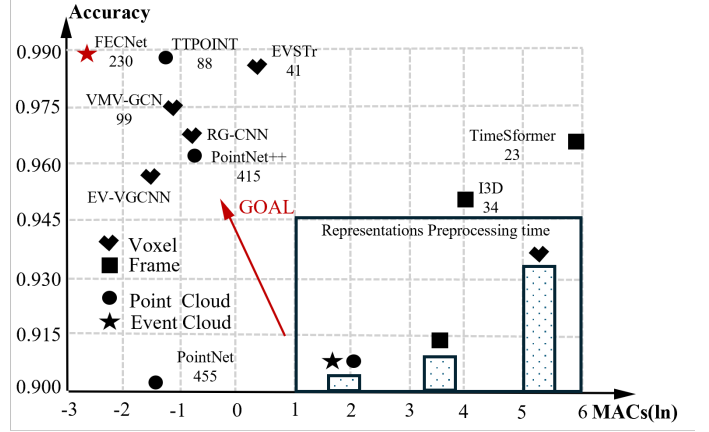 Accuracy
0.990
0.975
0.960
0.945
0.930
0.915
0.900
FECNet
230
TTPOINT
88
EVSTr
41
VMV-GCN
99
RG-CNN
PointNet++
415
EV-VGCNN
TimeSformer
23
I3D
34
GOAL
Representations Preprocessing time
Voxel
Frame
Point Cloud
Event Cloud
PointNet
455
-3 -2 -1 0 1 2 3 4 5 6 MACs(ln)